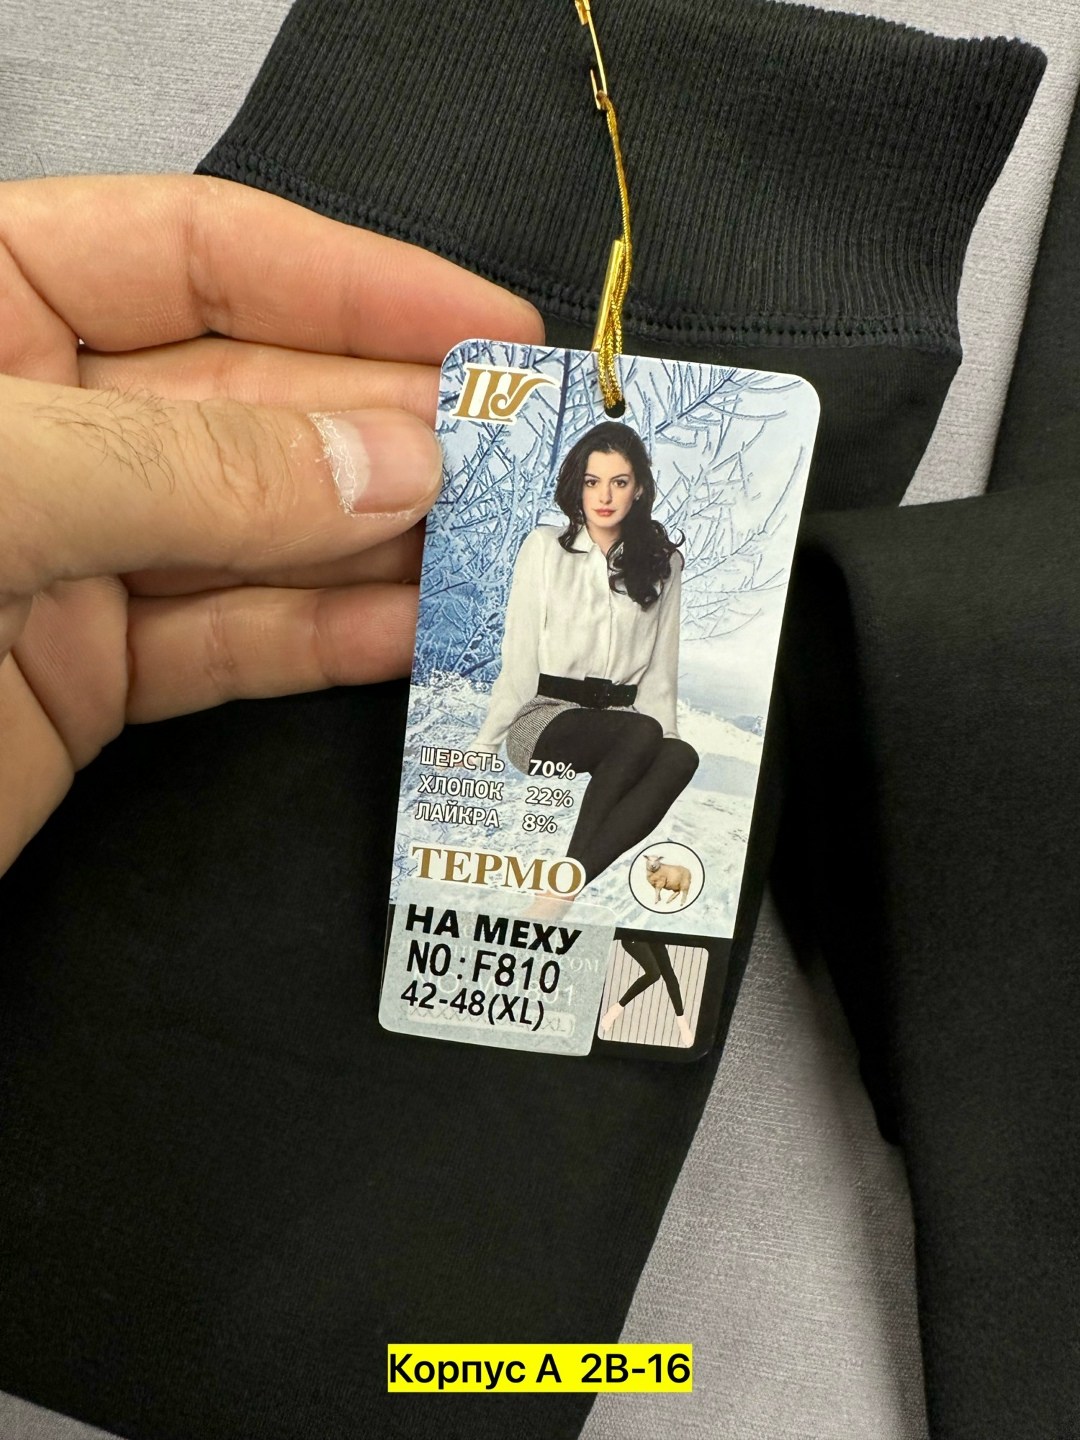 ШЕРСТЬ 70%
ХЛОПОК 22%
ЛАЙКРА 8%
ТЕРМО
НА МЕХУ
NO:F810
42-48(XL)
Корпус А 2В-16